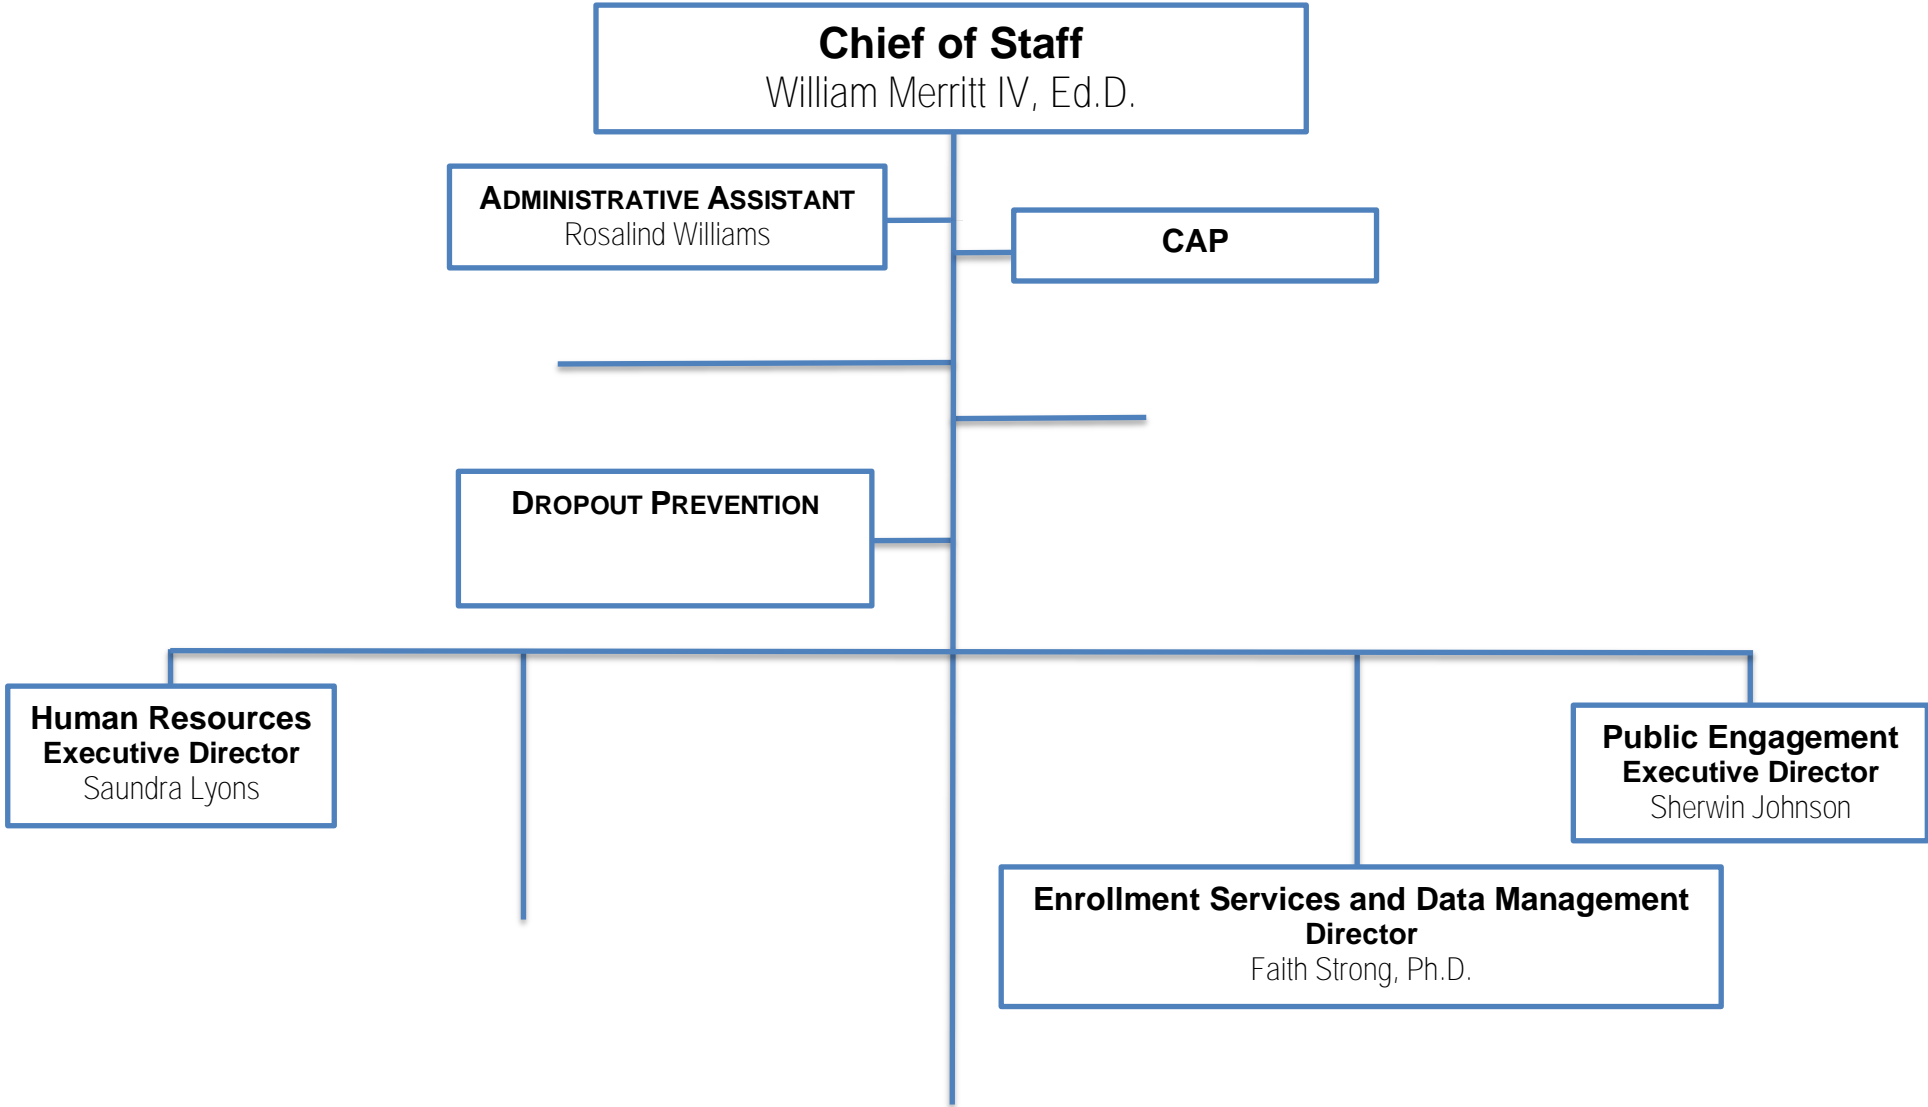 Chief of Staff
William Merritt IV, Ed.D.
ADMINISTRATIVE ASSISTANT
Rosalind Williams
CAP
DROPOUT PREVENTION
Human Resources
Executive Director
Saundra Lyons
Public Engagement
Executive Director
Sherwin Johnson
Enrollment Services and Data Management
Director
Faith Strong, Ph.D.